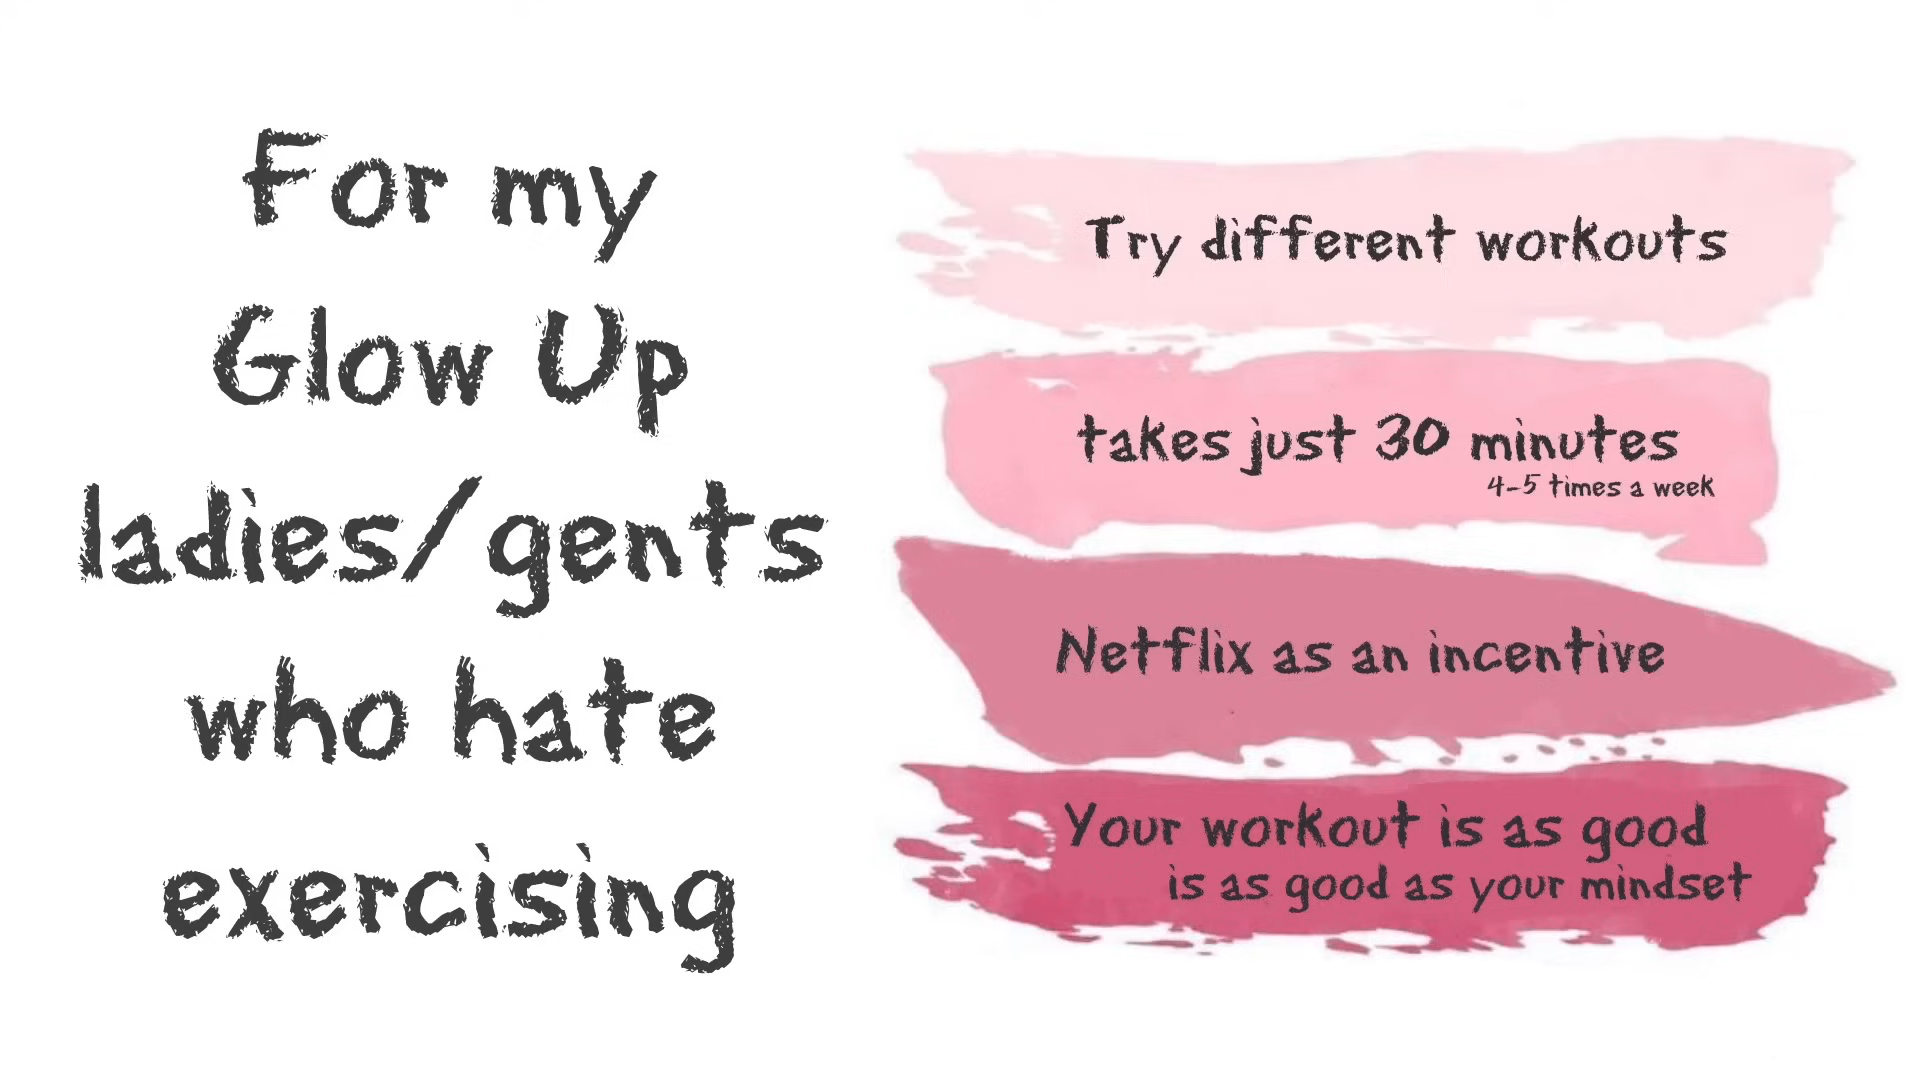 For my
Glow Up
ladies/gents
who hate
exercising
Try different workouts
takes just 30 minutes
4-5 times a week
Netflix as an incentive
Your workout is as good
is as good as your mindset